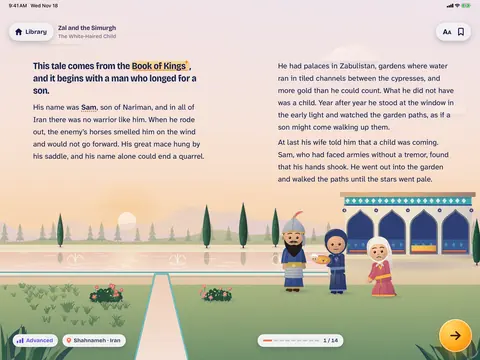 9:41 AM Wed Nov 18
Library
Zal and the Simurgh
The White-Haired Child
AA
This tale comes from the Book of Kings,
and it begins with a man who longed for a
son.
His name was Sam, son of Nariman, and in all of
Iran there was no warrior like him. When he rode
out, the enemy's horses smelled him on the wind
and would not go forward. His great mace hung by
his saddle, and his name alone could end a quarrel.
He had palaces in Zabulistan, gardens where water
ran in tiled channels between the cypresses, and
more gold than he could count. What he did not have
was a child. Year after year he stood at the window in
the early light and watched the garden paths, as if a
son might come walking up them.
At last his wife told him that a child was coming.
Sam, who had faced armies without a tremor, found
that his hands shook. He went out into the garden
and walked the paths until the stars went pale.
Advanced
Shahnameh · Iran
1 / 14